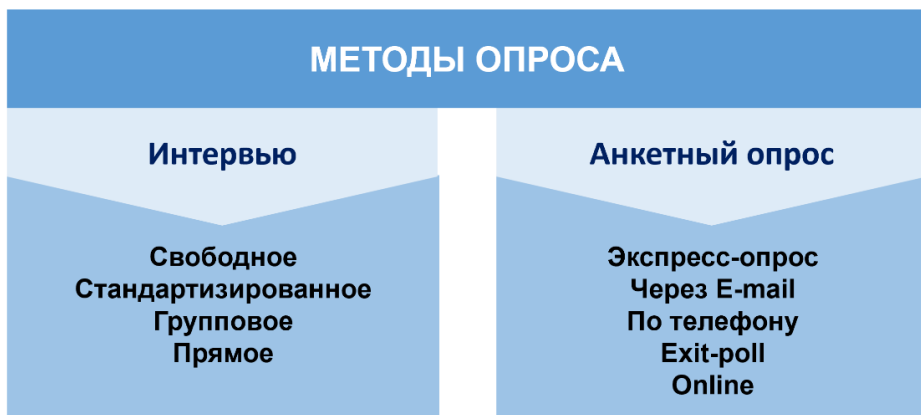 МЕТОДЫ ОПРОСА
Интервью
Свободное
Стандартизированное
Групповое
Прямое
Анкетный опрос
Экспресс-опрос
Через E-mail
По телефону
Exit-poll
Online